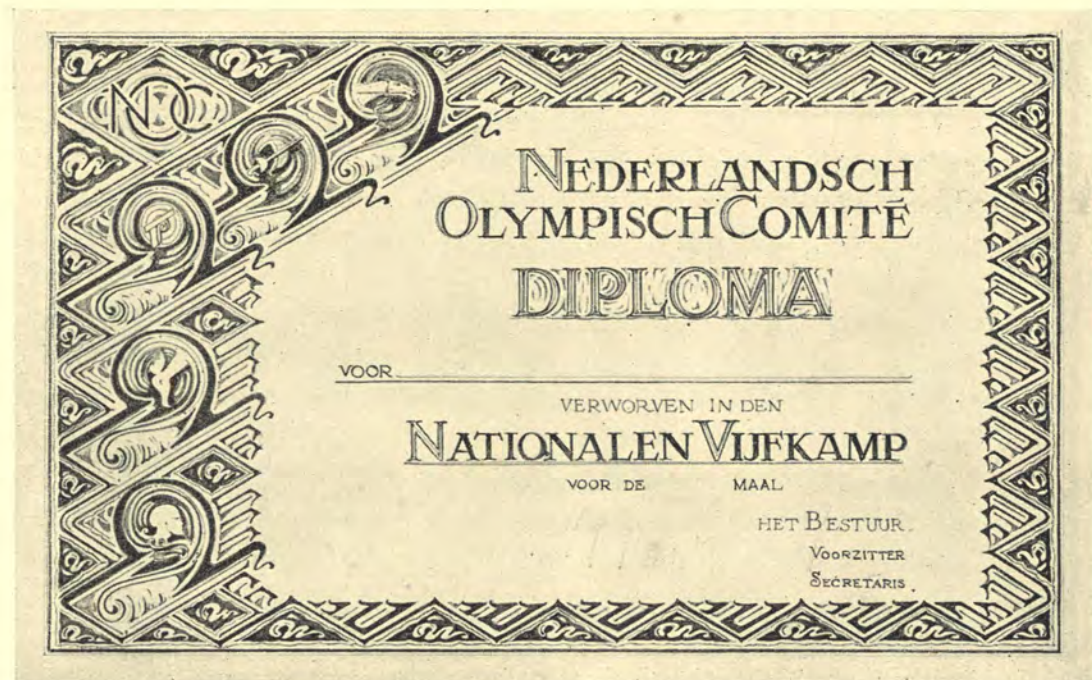 NOC
NEDERLANDSCH
OLYMPISCH COMITÉ
DIPLOMA
VOOR
VERWORVEN IN DEN
NATIONALEN VIJFKAMP
VOOR DE MAAL
HET BESTUUR
VOORZITTER
SECRETARIS